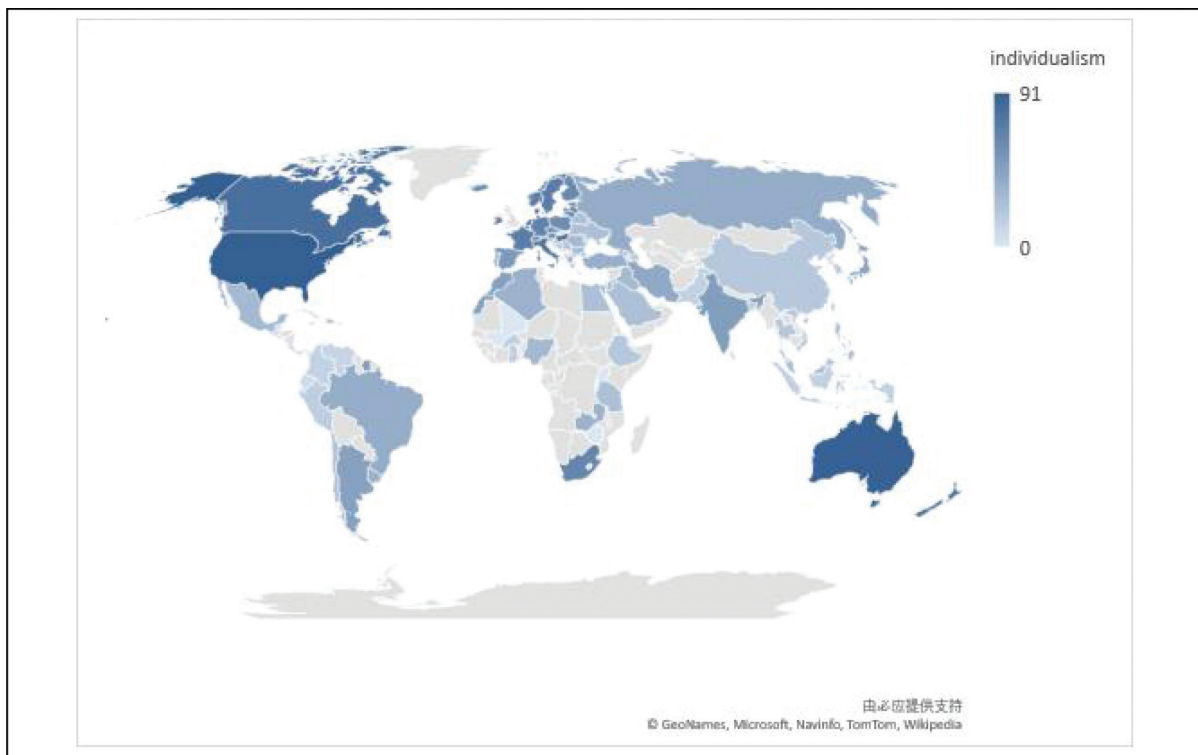 individualism
91
0
由必应提供支持
© GeoNames, Microsoft, Navinfo, TomTom, Wikipedia